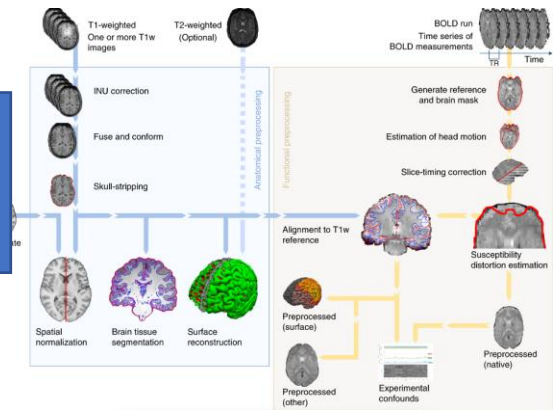 T1-weighted
One or more T1w
images
T2-weighted
(Optional)
BOLD run
Time series of
BOLD measurements
TR
Time
INU correction
Fuse and conform
Skull-stripping
Anatomical preprocessing
Functional preprocessing
Generate reference
and brain mask
Estimation of head motion
Slice-timing correction
Alignment to T1w
reference
Susceptibility
distortion estimation
Spatial
normalization
Brain tissue
segmentation
Surface
reconstruction
Preprocessed
(surface)
Preprocessed
(other)
Experimental
confounds
Preprocessed
(native)